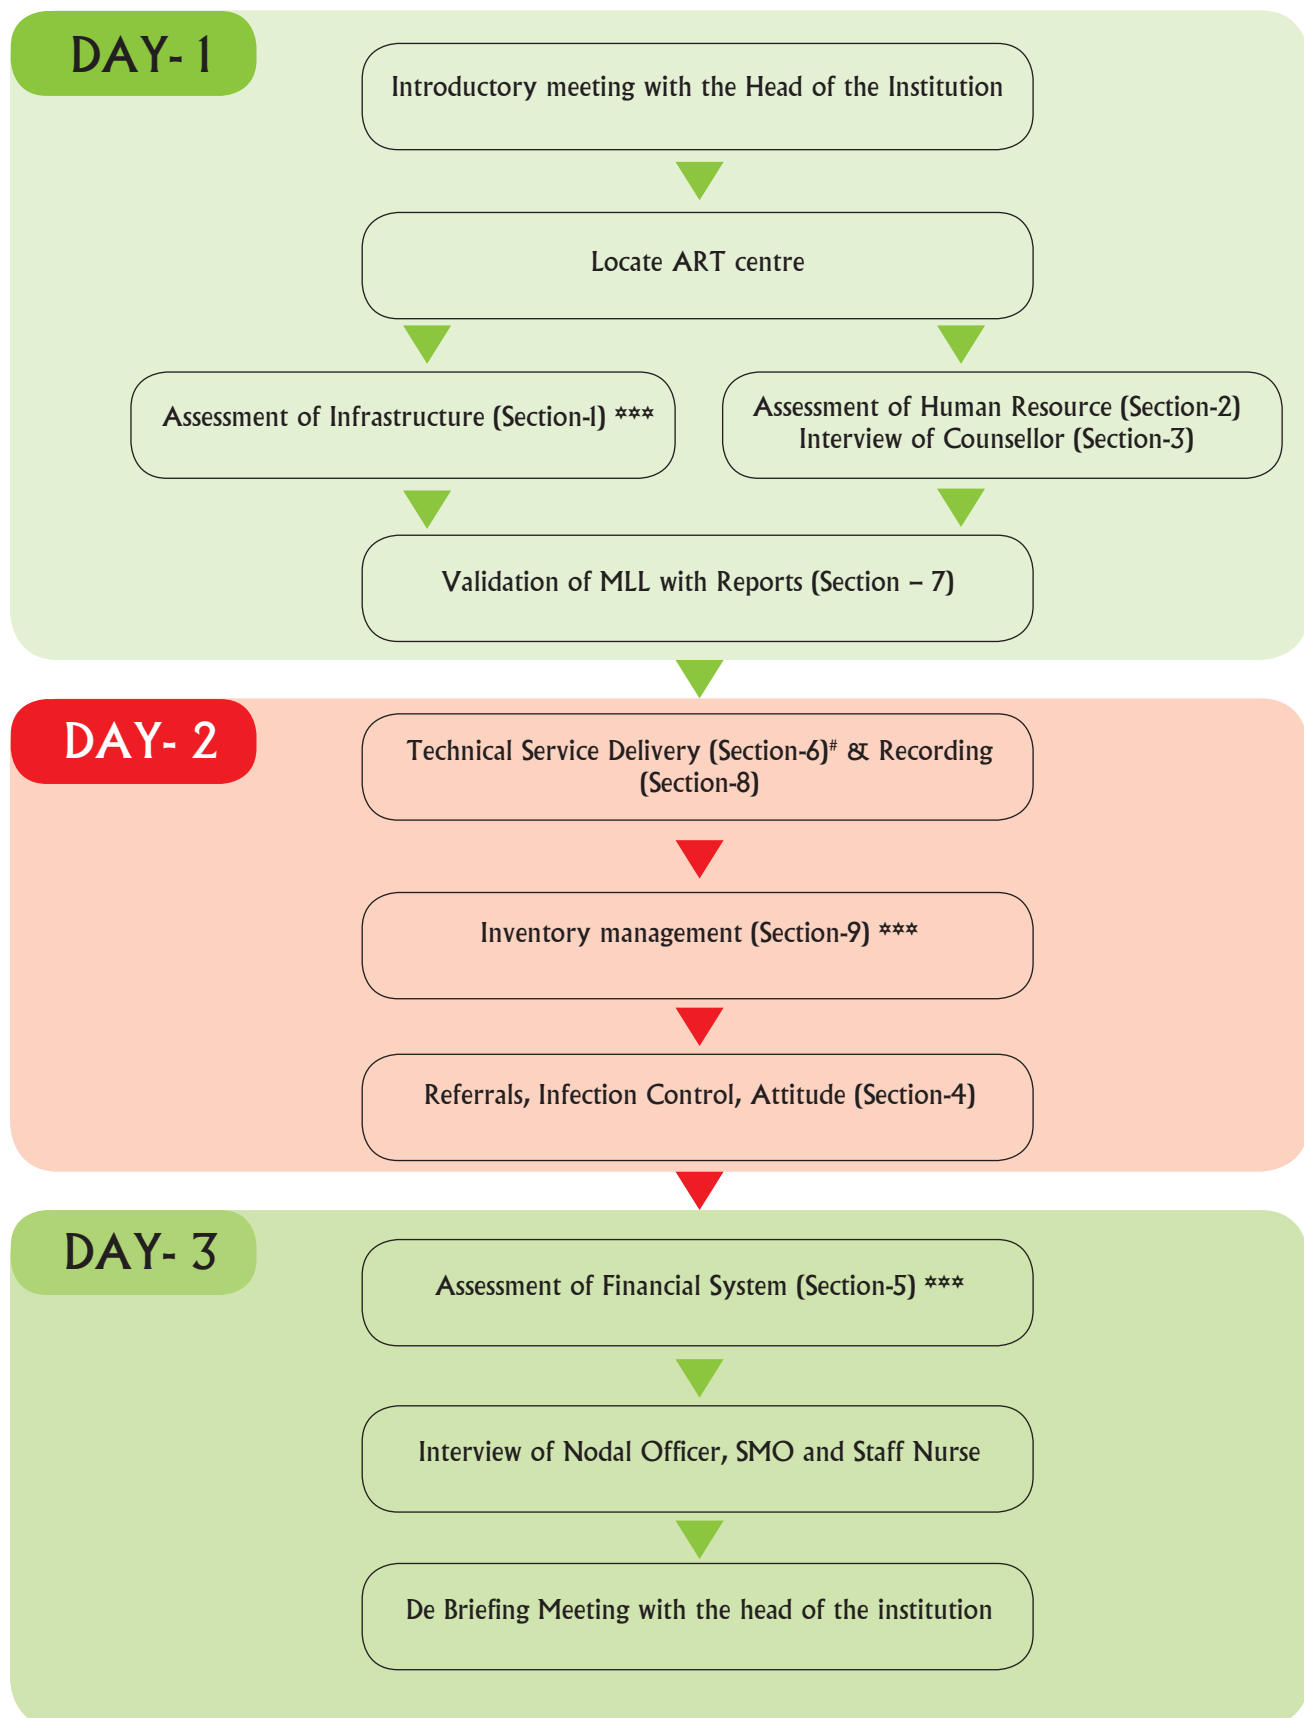 DAY- 1
Introductory meeting with the Head of the Institution
Locate ART centre
Assessment of Infrastructure (Section-1) ***
Assessment of Human Resource (Section-2)
Interview of Counsellor (Section-3)
Validation of MLL with Reports (Section – 7)
DAY- 2
Technical Service Delivery (Section-6)# & Recording
(Section-8)
Inventory management (Section-9) ***
Referrals, Infection Control, Attitude (Section-4)
DAY- 3
Assessment of Financial System (Section-5) ***
Interview of Nodal Officer, SMO and Staff Nurse
De Briefing Meeting with the head of the institution